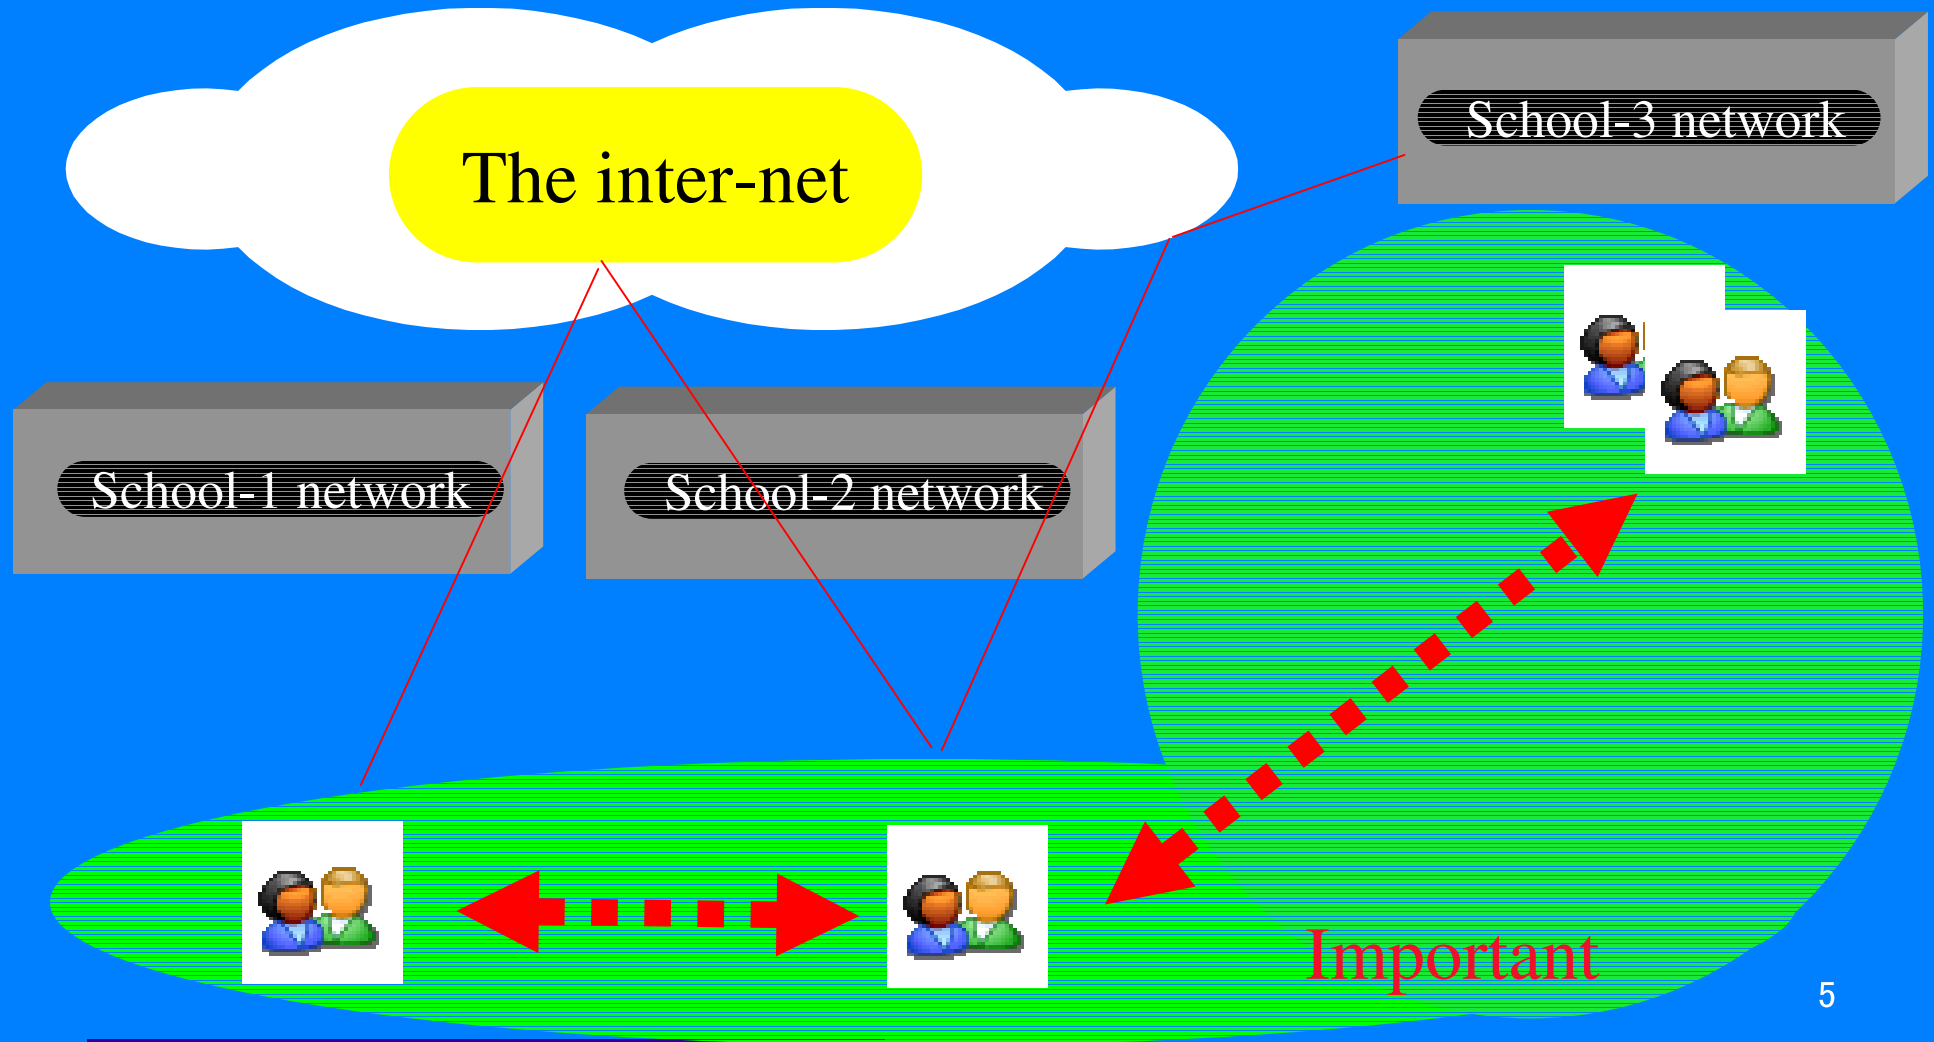 The inter-net
School-3 network
School-1 network
School-2 network
Important
5